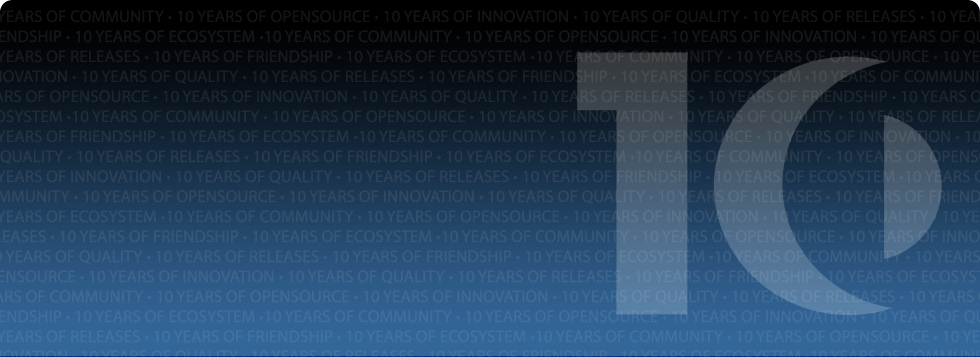 YEARS OF COMMUNITY • 10 YEARS OF OPENSOURCE • 10 YEARS OF INNOVATION • 10 YEARS OF QUALITY • 10 YEARS OF RELEASES • 10 YE
ENDSHIP • 10 YEARS OF ECOSYSTEM •10 YEARS OF COMMUNITY • 10 YEARS OF OPENSOURCE • 10 YEARS OF INNOVATION • 10 YEARS OF Q
YEARS OF RELEASES • 10 YEARS OF FRIENDSHIP • 10 YEARS OF ECOSYSTEM •10 YEARS OF COMMUNITY • 10 YEARS OF OPENSOURCE • 10
NOVATION • 10 YEARS OF QUALITY • 10 YEARS OF RELEASES • 10 YEARS OF FRIENDSHIP • 10 YEARS OF ECOSYSTEM •10 YEARS OF COMMUN
ARS OF OPENSOURCE • 10 YEARS OF INNOVATION • 10 YEARS OF QUALITY • 10 YEARS OF RELEASES • 10 YEARS OF FRIENDSHIP • 10 YEARS
OSYSTEM •10 YEARS OF COMMUNITY • 10 YEARS OF OPENSOURCE • 10 YEARS OF INNOVATION • 10 YEARS OF QUALITY • 10 YEARS OF RELE
YEARS OF FRIENDSHIP • 10 YEARS OF ECOSYSTEM •10 YEARS OF COMMUNITY • 10 YEARS OF OPENSOURCE • 10 YEARS OF INNOVATION • 10
QUALITY • 10 YEARS OF RELEASES • 10 YEARS OF FRIENDSHIP • 10 YEARS OF ECOSYSTEM •10 YEARS OF COMMUNITY • 10 YEARS OF OPENS
YEARS OF INNOVATION • 10 YEARS OF QUALITY • 10 YEARS OF RELEASES • 10 YEARS OF FRIENDSHIP • 10 YEARS OF ECOSYSTEM •10 YEARS
MMUNITY • 10 YEARS OF OPENSOURCE • 10 YEARS OF INNOVATION • 10 YEARS OF QUALITY • 10 YEARS OF RELEASES • 10 YEARS OF FRIEN
YEARS OF ECOSYSTEM •10 YEARS OF COMMUNITY • 10 YEARS OF OPENSOURCE • 10 YEARS OF INNOVATION • 10 YEARS OF QUALITY • 10 YE
LEASES • 10 YEARS OF FRIENDSHIP • 10 YEARS OF ECOSYSTEM •10 YEARS OF COMMUNITY • 10 YEARS OF OPENSOURCE • 10 YEARS OF INNO
YEARS OF QUALITY • 10 YEARS OF RELEASES • 10 YEARS OF FRIENDSHIP • 10 YEARS OF ECOSYSTEM •10 YEARS OF COMMUNITY • 10 YEARS
ENSOURCE • 10 YEARS OF INNOVATION • 10 YEARS OF QUALITY • 10 YEARS OF RELEASES • 10 YEARS OF FRIENDSHIP • 10 YEARS OF ECOSYS
ARS OF COMMUNITY • 10 YEARS OF OPENSOURCE • 10 YEARS OF INNOVATION • 10 YEARS OF QUALITY • 10 YEARS OF RELEASES • 10 YEARS
ENDSHIP • 10 YEARS OF ECOSYSTEM •10 YEARS OF COMMUNITY • 10 YEARS OF OPENSOURCE • 10 YEARS OF INNOVATION • 10 YEARS OF
YEARS OF RELEASES • 10 YEARS OF FRIENDSHIP • 10 YEARS OF ECOSYSTEM •10 YEARS OF COMMUNITY • 10 YEARS OF OPENSOURCE • 10
10